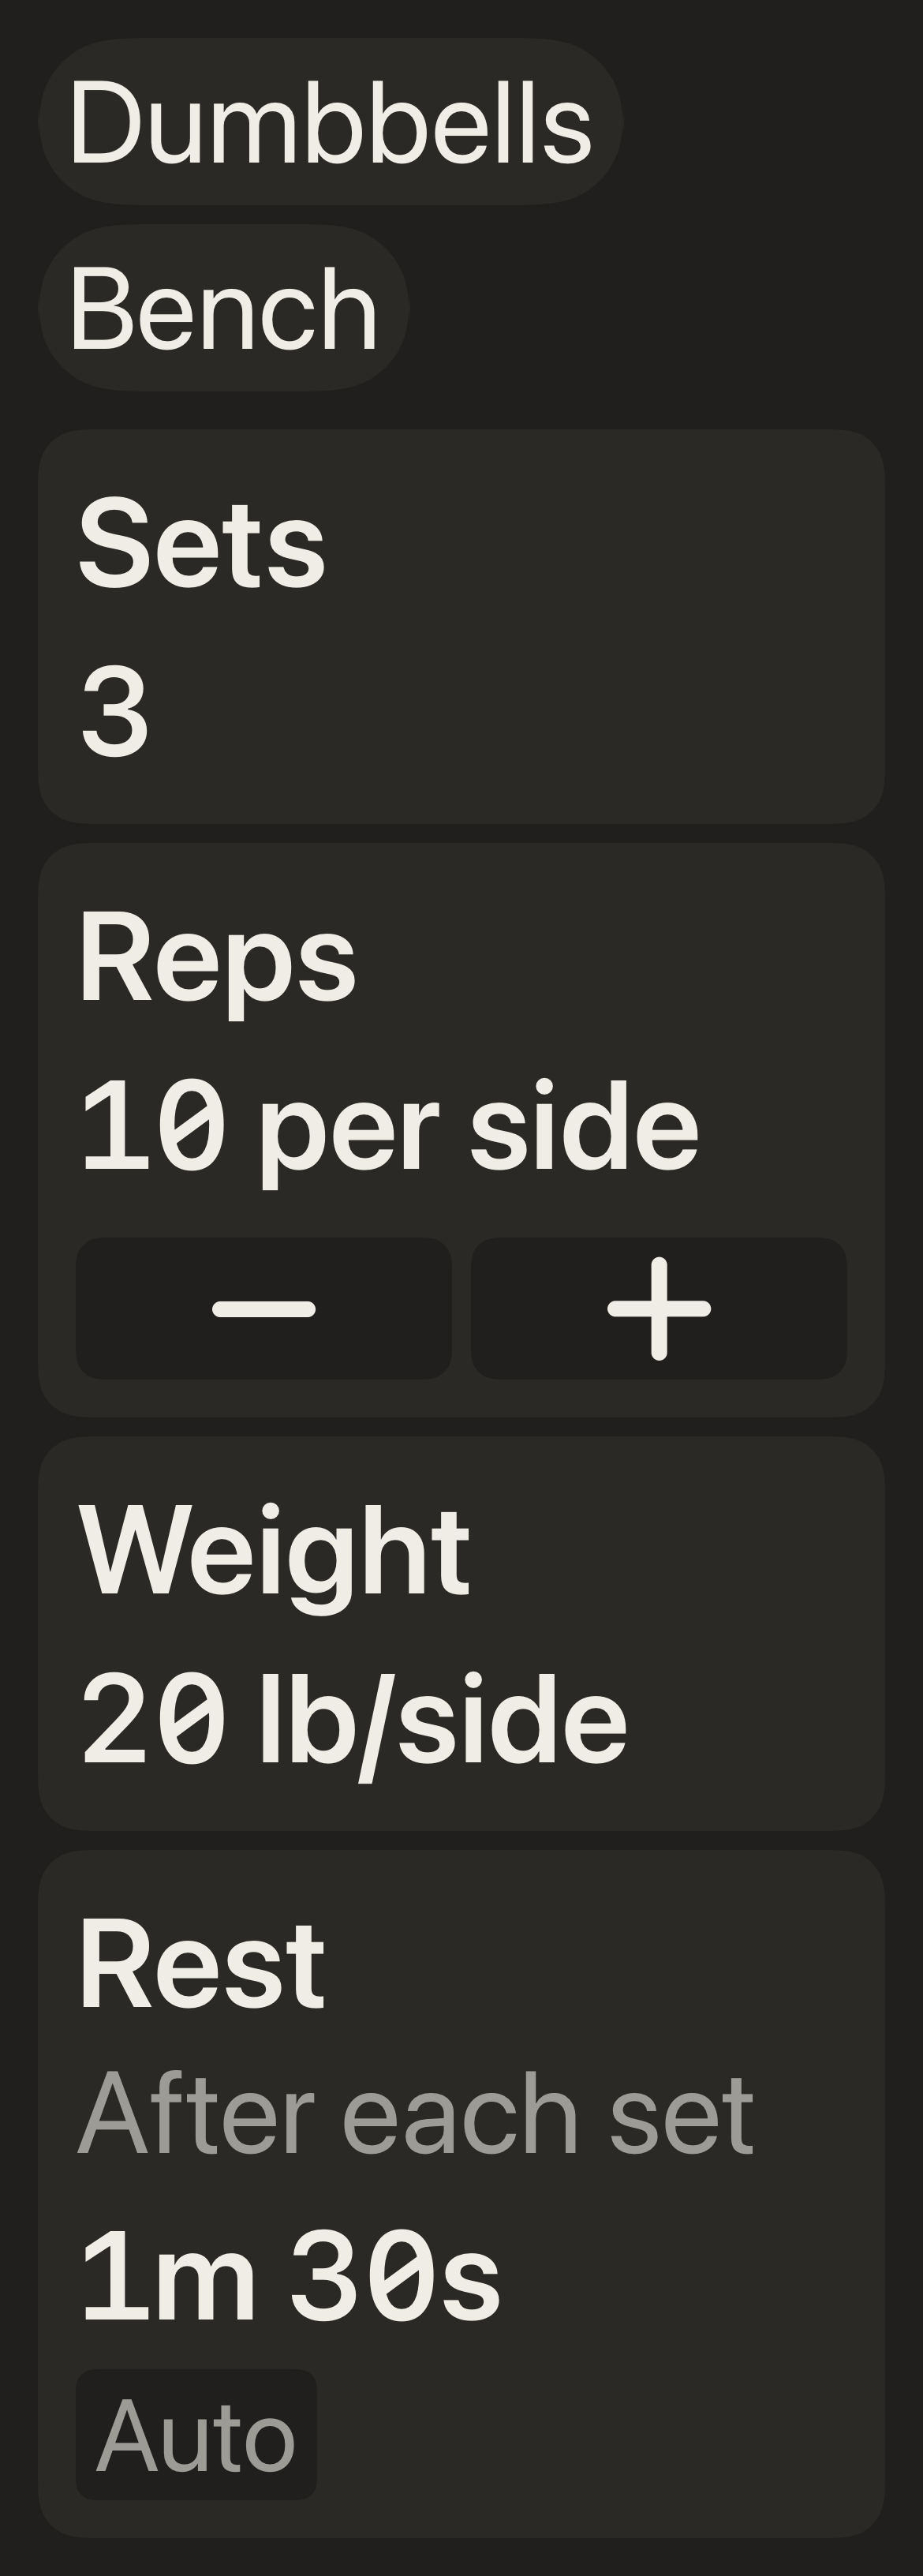 Dumbbells
Bench
Sets
3
Reps
10 per side
Weight
20 lb/side
Rest
After each set
1m 30s
Auto